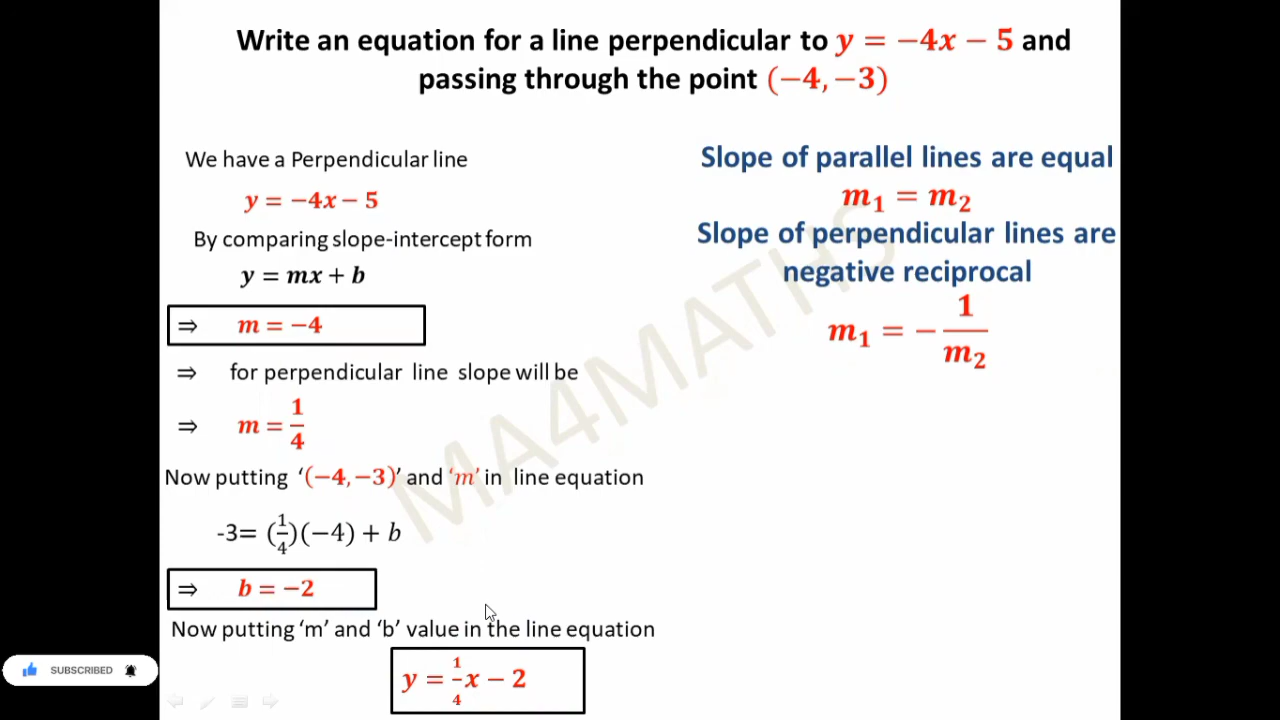 Write an equation for a line perpendicular to y = −4x − 5 and
passing through the point (−4, −3)
We have a Perpendicular line
y = −4x − 5
By comparing slope-intercept form
y = mx + b
⇒ m = −4
⇒ for perpendicular line slope will be
⇒ m = 1/4
Now putting ‘(−4, −3)’ and ‘m’ in line equation
-3= (1/4)(−4) + b
⇒ b = −2
Now putting ‘m’ and ‘b’ value in the line equation
y = 1/4 x − 2
Slope of parallel lines are equal
m₁ = m₂
Slope of perpendicular lines are
negative reciprocal
m₁ = − 1/m₂
MA4MATHS
SUBSCRIBED